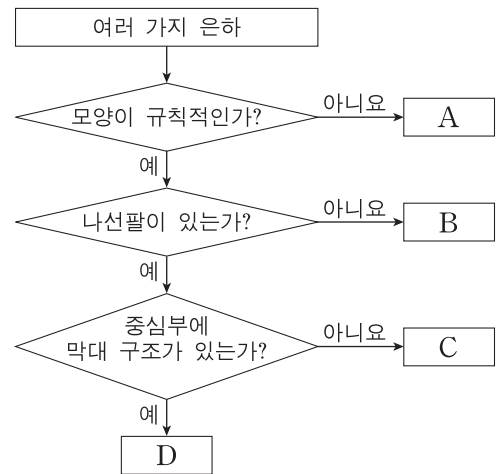 여러 가지 은하
모양이 규칙적인가?
아니요
A
예
나선팔이 있는가?
아니요
B
예
중심부에
막대 구조가 있는가?
아니요
C
예
D